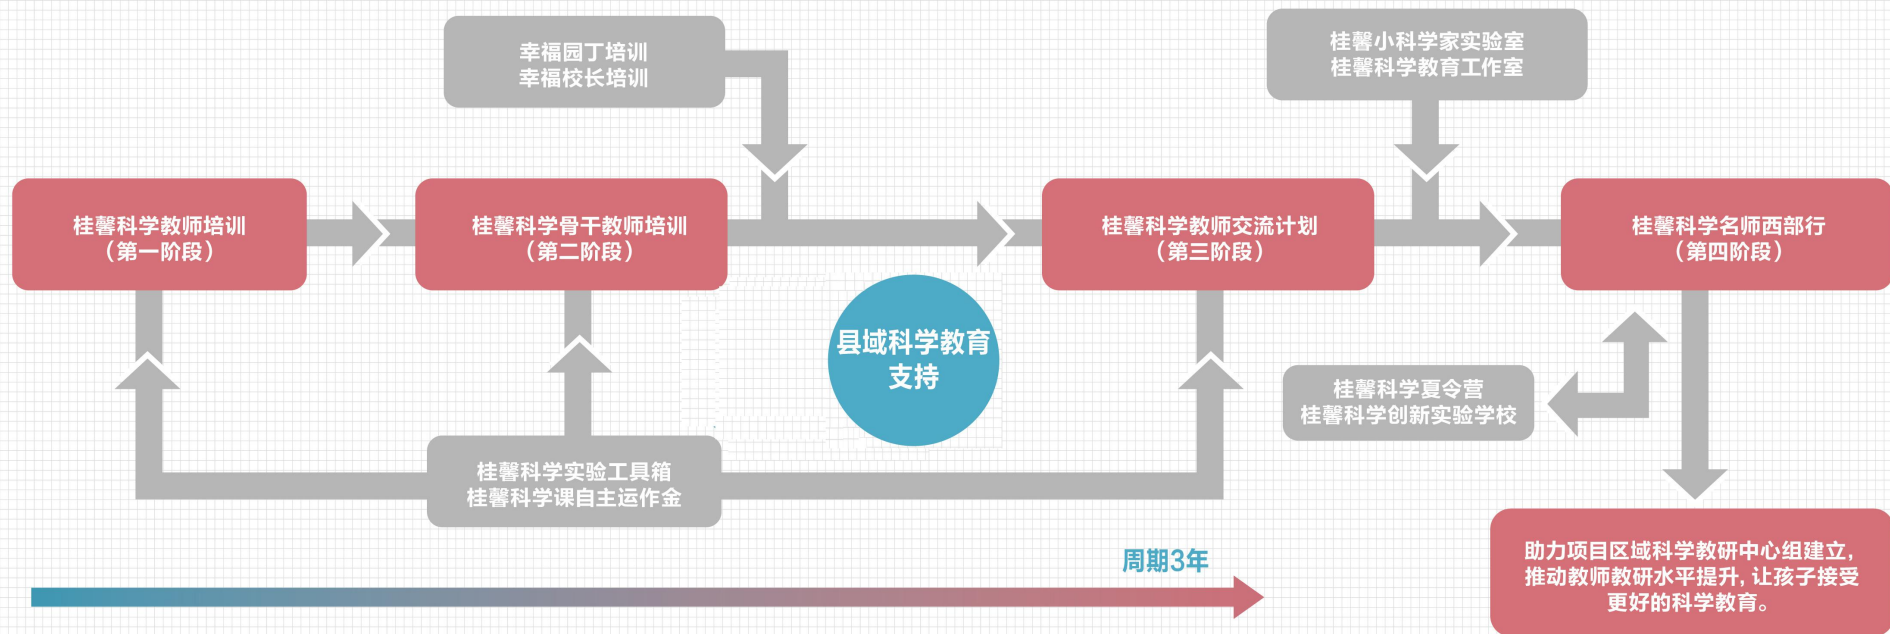 幸福园丁培训
幸福校长培训
桂馨小科学家实验室
桂馨科学教育工作室
桂馨科学教师培训
（第一阶段）
桂馨科学骨干教师培训
（第二阶段）
桂馨科学教师交流计划
（第三阶段）
桂馨科学名师西部行
（第四阶段）
县域科学教育
支持
桂馨科学夏令营
桂馨科学创新实验学校
桂馨科学实验工具箱
桂馨科学课自主运作金
周期3年
助力项目区域科学教研中心组建立，
推动教师教研水平提升，让孩子接受
更好的科学教育。